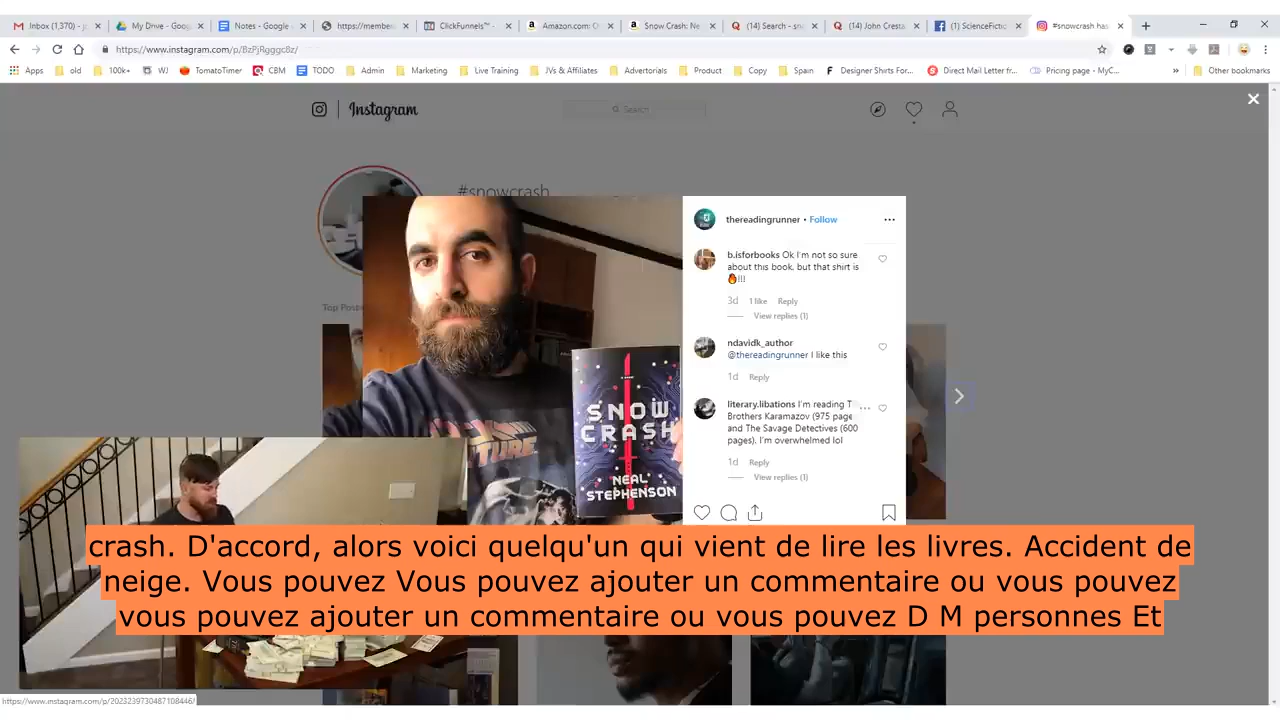 Inbox (1,370) - j
My Drive - Goog
Notes - Google
https://membe
ClickFunnels™ -
Amazon.com: C
Snow Crash: Ne
(14) Search - .sn
(14) John Cresta
(1) ScienceFictio
#snowcrash has
https://www.instagram.com/p/BzPjRgggc8z/
Apps
old
100k+
WJ
TomatoTimer
CBM
TODO
Admin
Marketing
Live Training
JVs & Affiliates
Advertorials
Product
Copy
Spain
Designer Shirts For...
Direct Mail Letter fr...
Pricing page - MyC...
Other bookmarks
Instagram
Search
#snowcrash
Top Posts
thereadingrunner • Follow
b.isforbooks Ok I'm not so sure
about this book, but that shirt is
🔥!!!
3d 1 like Reply
View replies (1)
ndavidk_author
@thereadingrunner I like this
1d Reply
literary.libations I'm reading T
Brothers Karamazov (975 page
and The Savage Detectives (600
pages). I'm overwhelmed lol
1d Reply
View replies (1)
SNOW
CRASH
NEAL
STEPHENSON
crash. D'accord, alors voici quelqu'un qui vient de lire les livres. Accident de
neige. Vous pouvez Vous pouvez ajouter un commentaire ou vous pouvez
vous pouvez ajouter un commentaire ou vous pouvez D M personnes Et